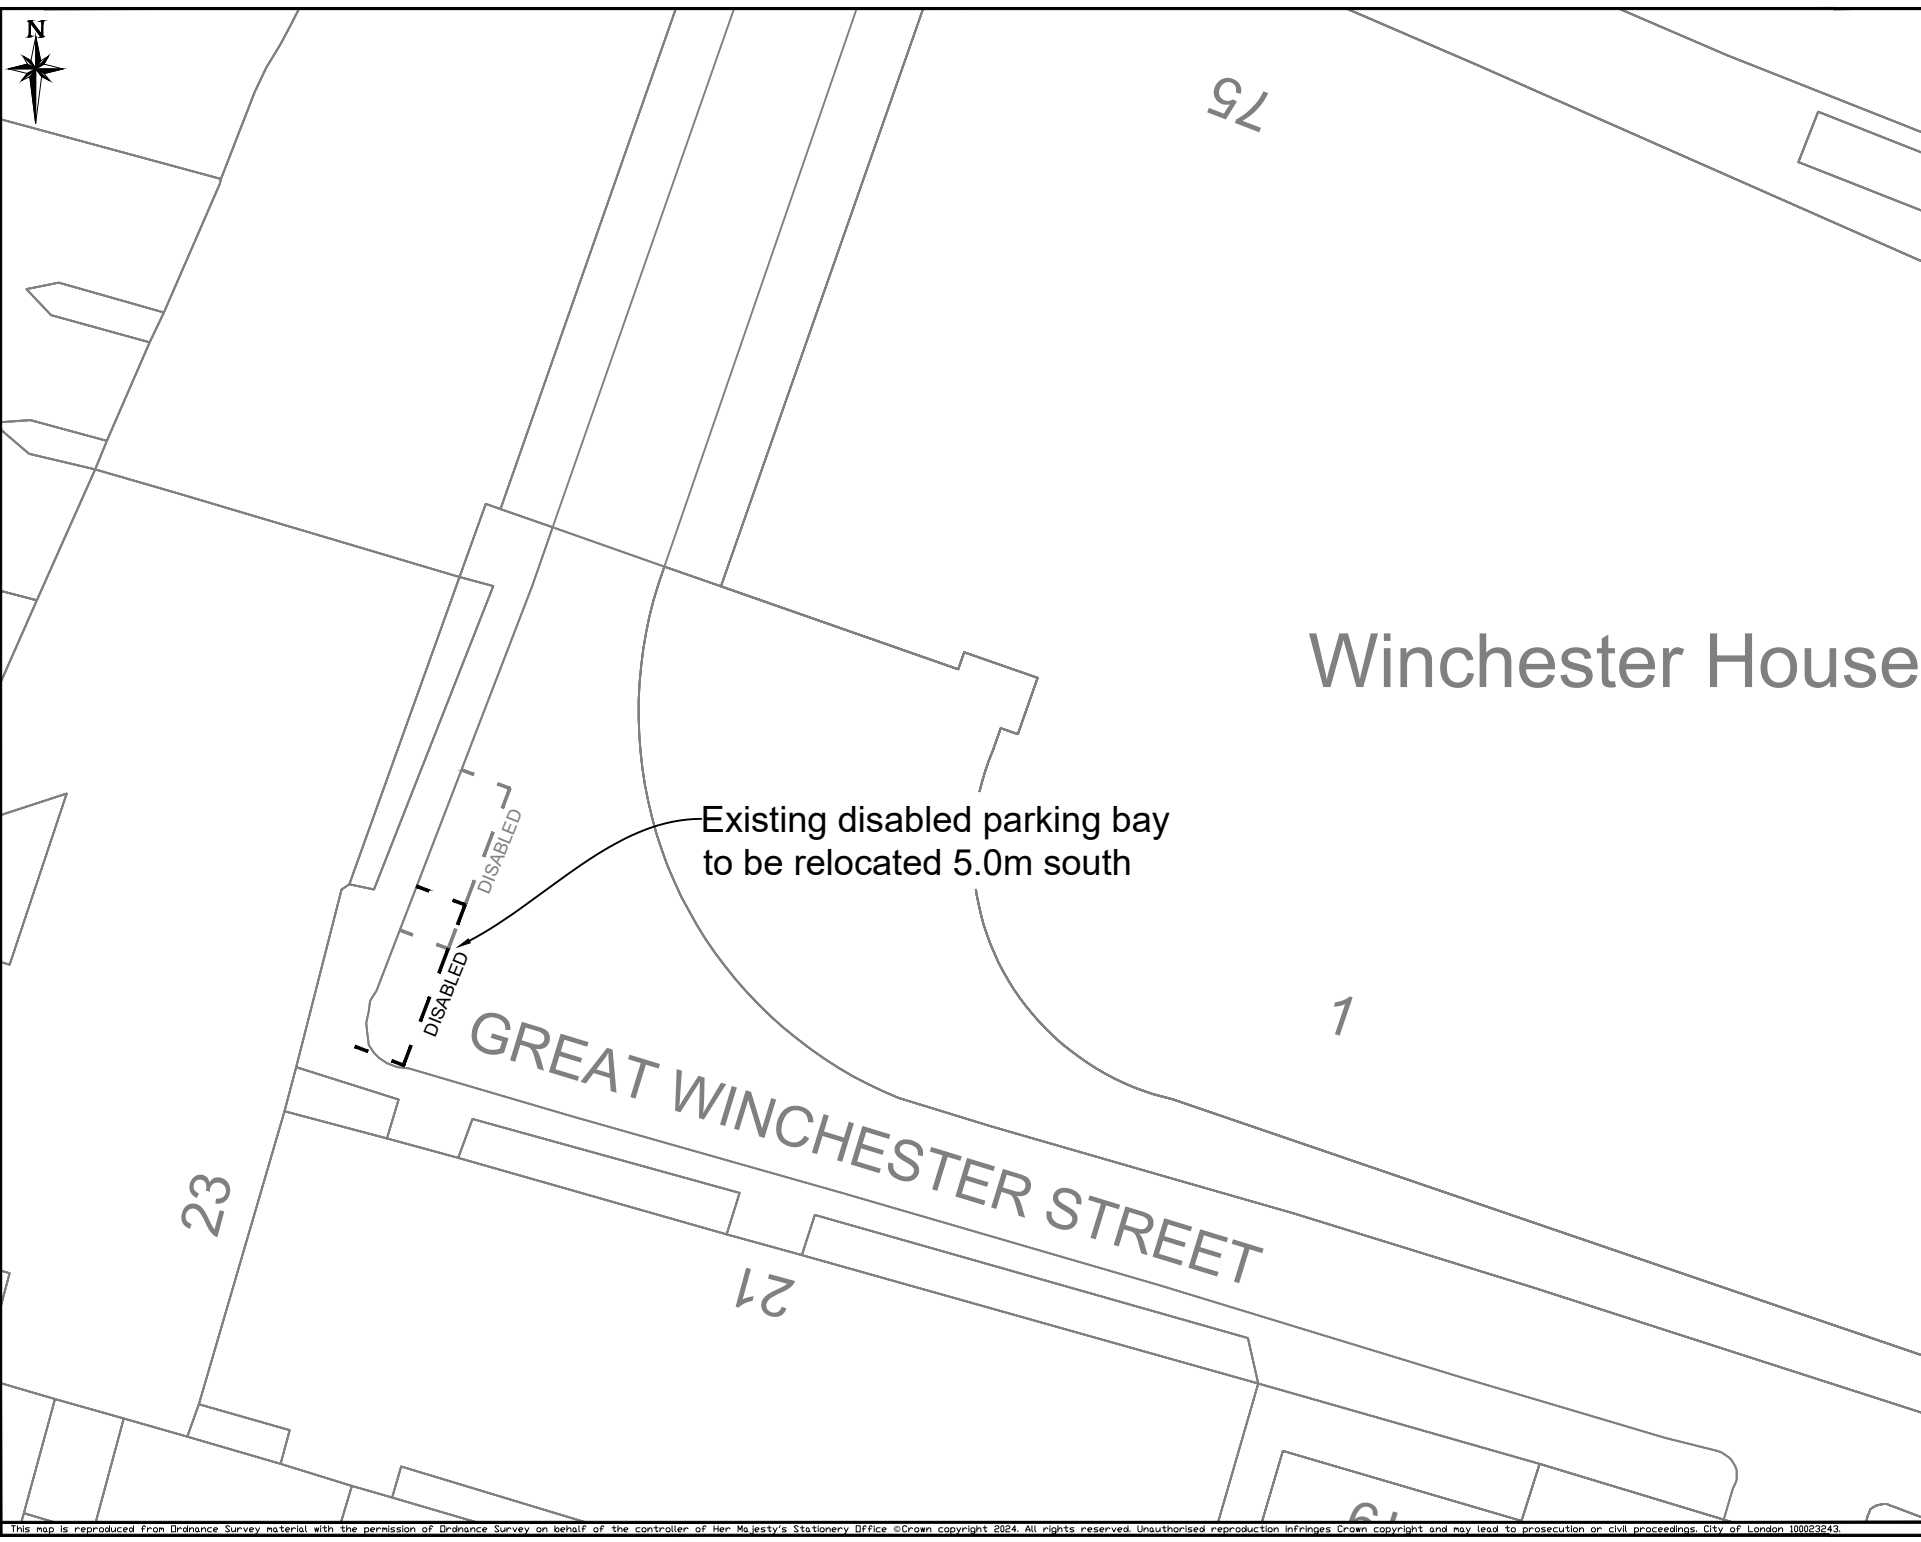 N
75
Winchester House
Existing disabled parking bay
to be relocated 5.0m south
DISABLED
DISABLED
1
GREAT WINCHESTER STREET
23
21
19
This map is reproduced from Ordnance Survey material with the permission of Ordnance Survey on behalf of the controller of Her Majesty's Stationery Office ©Crown copyright 2024. All rights reserved. Unauthorised reproduction infringes Crown copyright and may lead to prosecution or civil proceedings. City of London 100023243.